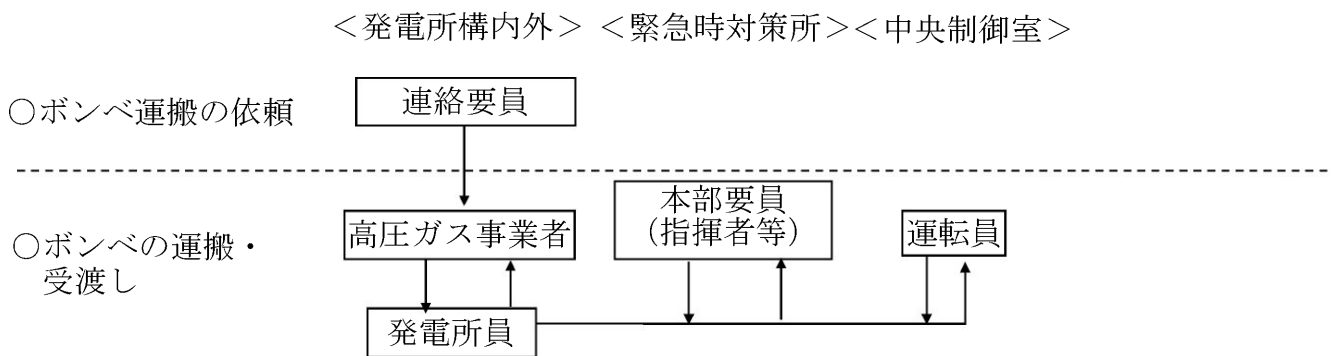 ＜発電所構内外＞ ＜緊急時対策所＞＜中央制御室＞
○ボンベ運搬の依頼
連絡要員
○ボンベの運搬・
受渡し
高圧ガス事業者
本部要員
（指揮者等）
運転員
発電所員